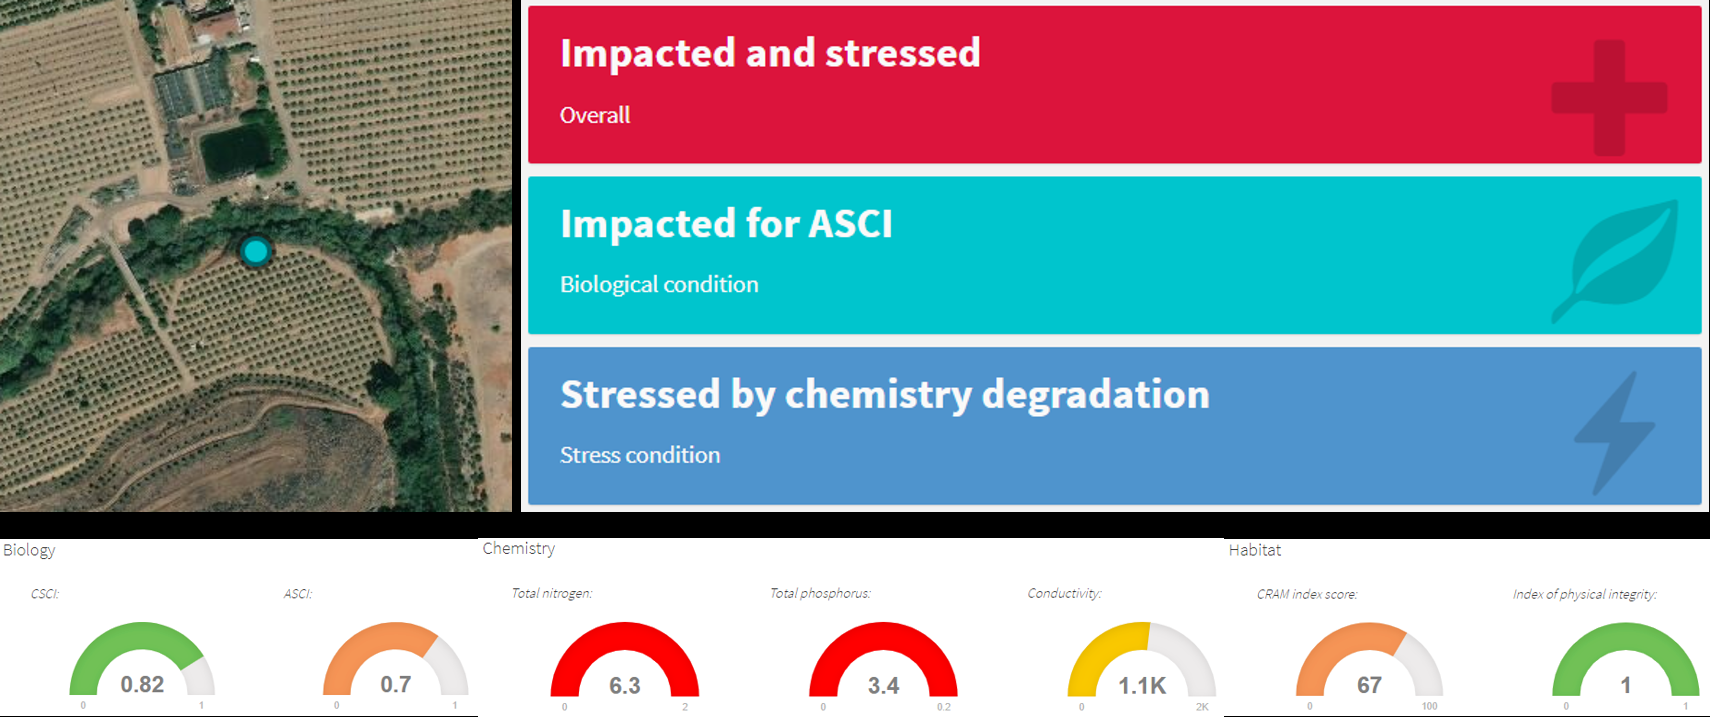 Impacted and stressed
Overall
Impacted for ASCI
Biological condition
Stressed by chemistry degradation
Stress condition
Biology
CSCI:
0.82
0 1
ASCI:
0.7
0 1
Chemistry
Total nitrogen:
6.3
0 2
Total phosphorus:
3.4
0 0.2
Conductivity:
1.1K
0 2K
Habitat
CRAM index score:
67
0 100
Index of physical integrity:
1
0 1